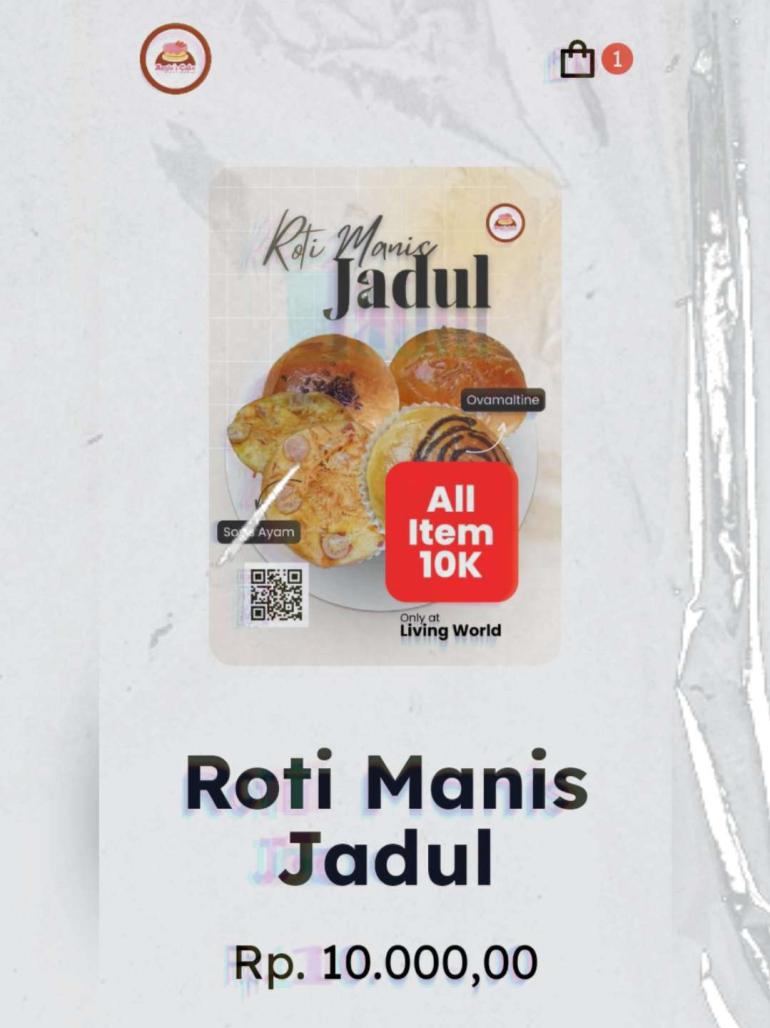 1
Roti Manis
Jadul
Ovamaltine
All
Item
10K
Ayam
Only at
Living World
Roti Manis
Jadul
Rp. 10.000,00